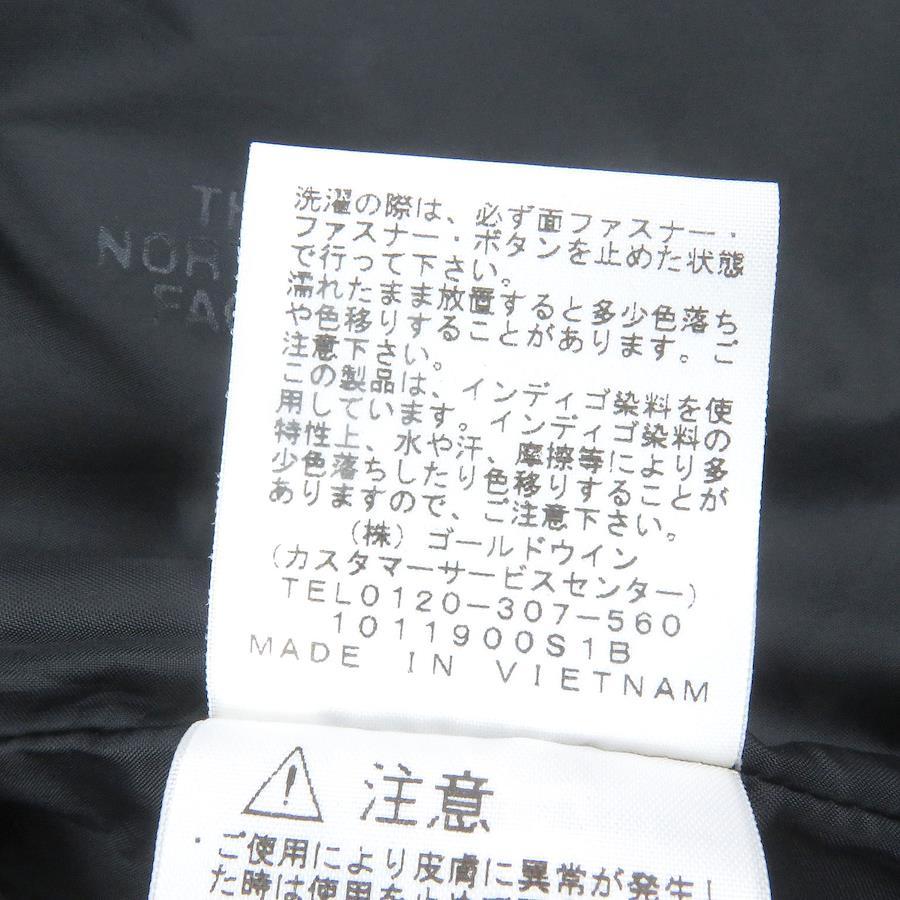 THE
NORTH
FACE
洗濯の際は、必ず面ファスナー・
ファスナー・ボタンを止めた状態
で行って下さい。
濡れたまま放置すると多少色落ち
や色移りすることがあります。ご
注意下さい。
この製品は、インディゴ染料を使
用しています。インディゴ染料の
特性上、水や汗、摩擦等により多
少色落ちしたり、色移りすることが
ありますので、ご注意下さい。
(株)ゴールドウイン
(カスタマーサービスセンター)
TEL0120-307-560
1011900S1B
MADE IN VIETNAM
注意
・ご使用により皮膚に異常が発生し
た時は使用を止め